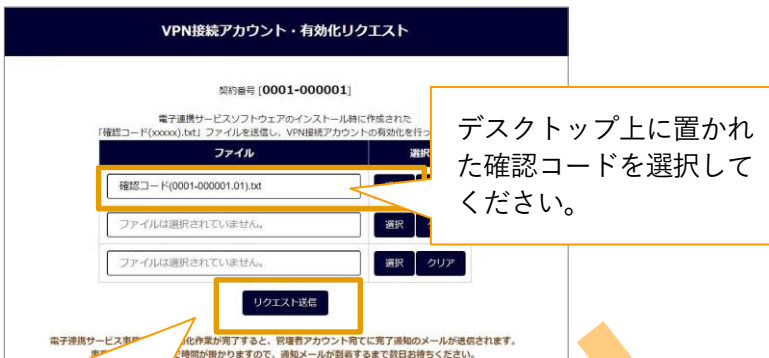 VPN接続アカウント・有効化リクエスト
契約番号 [0001-000001]
電子連携サービスソフトウェアのインストール時に作成された
「確認コード(xxxxx).txt」ファイルを送信し、VPN接続アカウントの有効化を行っ
ファイル 選択
確認コード(0001-000001.01).txt
デスクトップ上に置かれ
た確認コードを選択して
ください。
ファイルは選択されていません。 選択
ファイルは選択されていません。 選択 クリア
リクエスト送信
電子連携サービス事務 化作業が完了すると、管理者アカウント宛てに完了通知のメールが送信されます。
で時間が掛かりますので、通知メールが到着するまで数日お待ちください。